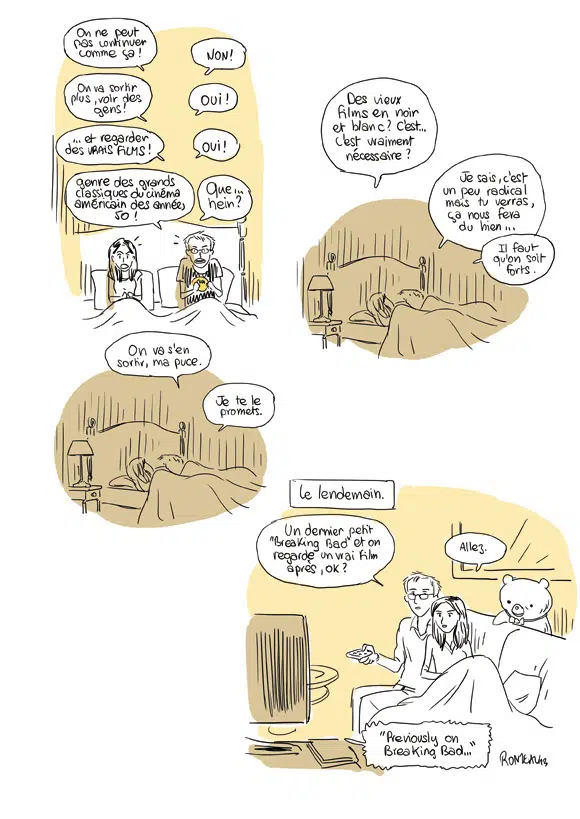 On ne peut
pas continuer
comme ça !
NON !
On va sortir
plus, voir des
gens !
OUI !
... et regarder
des VRAIS FILMS !
OUI !
genre des grands
classiques du cinéma
américain des années
50 !
Que...
hein ?
Des vieux
films en noir
et blanc ? C'est...
C'est vraiment
nécessaire ?
Je sais, c'est
un peu radical
mais tu verras,
ça nous fera
du bien...
Il faut
qu'on soit
forts.
On va s'en
sortir, ma puce.
Je te le
promets.
Le lendemain.
Un dernier petit
"Breaking Bad" et on
regarde un vrai film
après, OK ?
Allez.
"Previously on
Breaking Bad..."